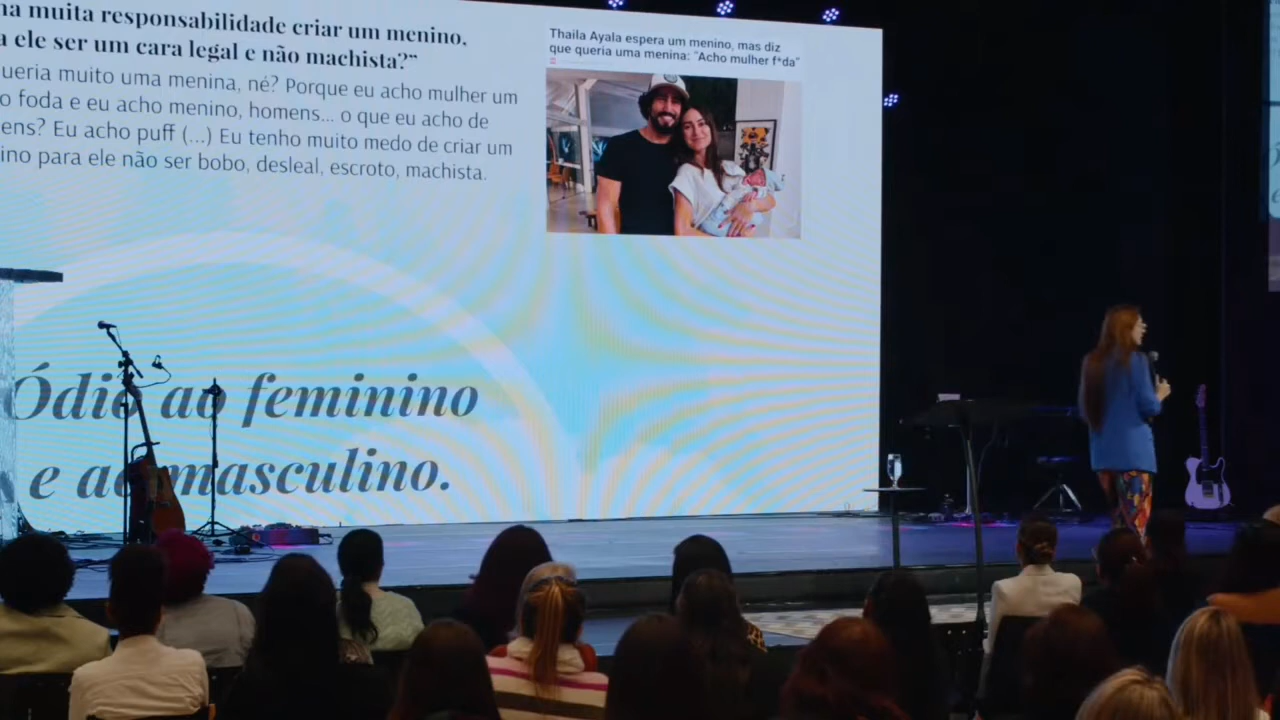 na muita responsabilidade criar um menino,
a ele ser um cara legal e não machista?"
ueria muito uma menina, né? Porque eu acho mulher um
o foda e eu acho menino, homens... o que eu acho de
ens? Eu acho puff (...) Eu tenho muito medo de criar um
ino para ele não ser bobo, desleal, escroto, machista.
Thaila Ayala espera um menino, mas diz
que queria uma menina: "Acho mulher f*da"
Ódio ao feminino
e ao masculino.